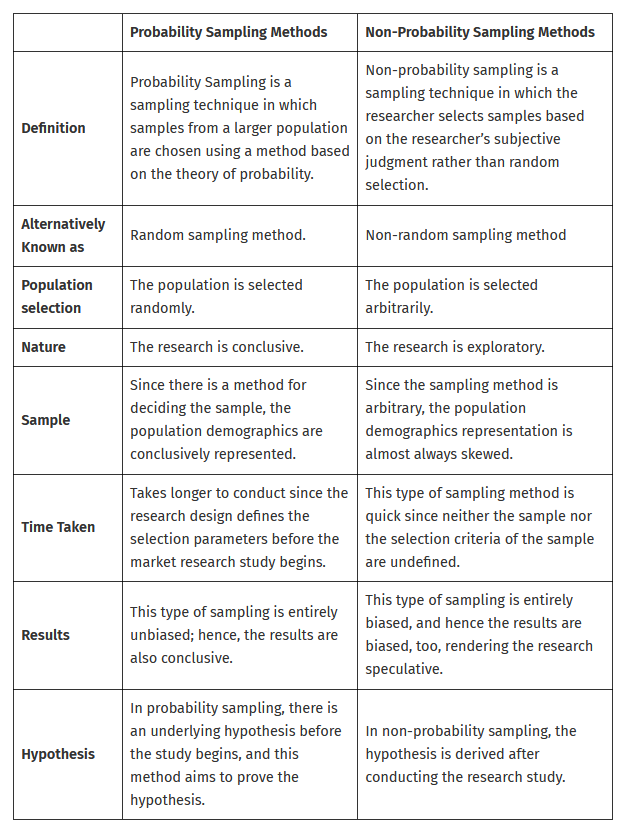 Probability Sampling Methods
Non-Probability Sampling Methods
Definition
Probability Sampling is a
sampling technique in which
samples from a larger population
are chosen using a method based
on the theory of probability.
Non-probability sampling is a
sampling technique in which the
researcher selects samples based
on the researcher’s subjective
judgment rather than random
selection.
Alternatively
Known as
Random sampling method.
Non-random sampling method
Population
selection
The population is selected
randomly.
The population is selected
arbitrarily.
Nature
The research is conclusive.
The research is exploratory.
Sample
Since there is a method for
deciding the sample, the
population demographics are
conclusively represented.
Since the sampling method is
arbitrary, the population
demographics representation is
almost always skewed.
Time Taken
Takes longer to conduct since the
research design defines the
selection parameters before the
market research study begins.
This type of sampling method is
quick since neither the sample nor
the selection criteria of the sample
are undefined.
Results
This type of sampling is entirely
unbiased; hence, the results are
also conclusive.
This type of sampling is entirely
biased, and hence the results are
biased, too, rendering the research
speculative.
Hypothesis
In probability sampling, there is
an underlying hypothesis before
the study begins, and this
method aims to prove the
hypothesis.
In non-probability sampling, the
hypothesis is derived after
conducting the research study.